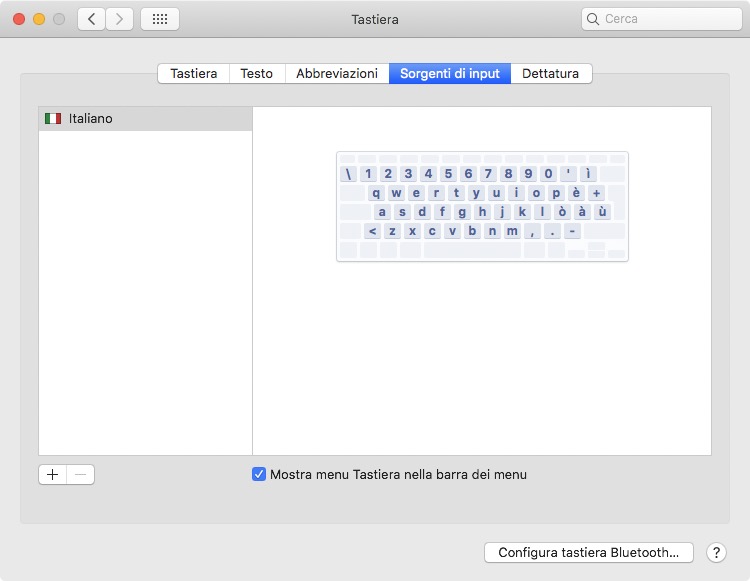 Tastiera
Cerca
Tastiera Testo Abbreviazioni Sorgenti di input Dettatura
Italiano
\ 1 2 3 4 5 6 7 8 9 0 ' ì
q w e r t y u i o p è +
a s d f g h j k l ò à ù
< z x c v b n m , . -
+ −
Mostra menu Tastiera nella barra dei menu
Configura tastiera Bluetooth... ?